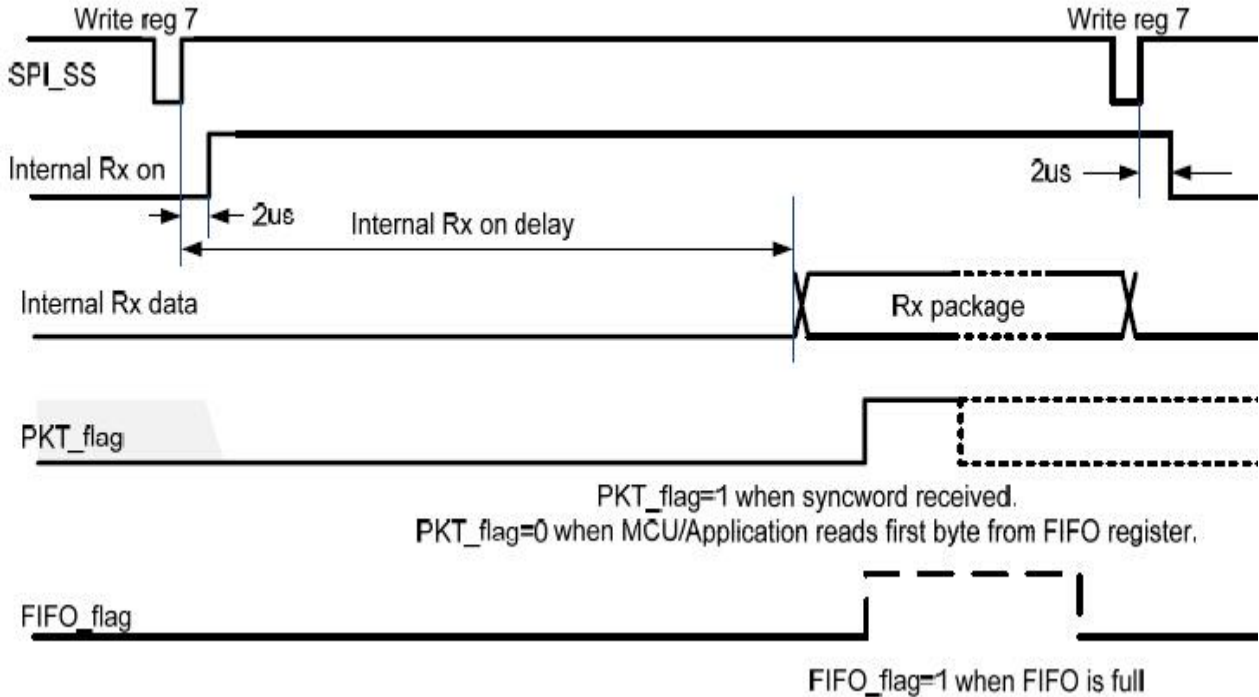 Write reg 7
Write reg 7
SPI_SS
Internal Rx on
2us
2us
Internal Rx on delay
Internal Rx data
Rx package
PKT_flag
PKT_flag=1 when syncword received.
PKT_flag=0 when MCU/Application reads first byte from FIFO register.
FIFO_flag
FIFO_flag=1 when FIFO is full